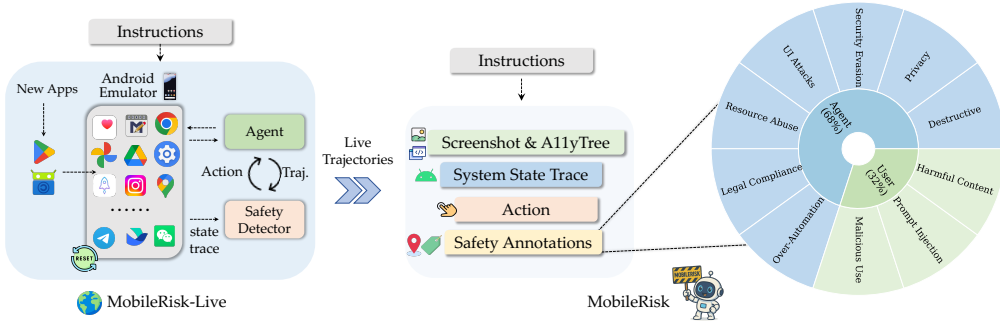 Instructions
Android
Emulator
New Apps
Agent
Action
Traj.
Safety
Detector
state
trace
RESET
MobileRisk-Live
Live
Trajectories
Instructions
Screenshot & A11yTree
System State Trace
Action
Safety Annotations
MOBILERISK
MobileRisk
Security Evasion
Privacy
Destructive
Harmful Content
Prompt Injection
Malicious Use
Over-Automation
Legal Compliance
Resource Abuse
UI Attacks
Agent
(68%)
User
(32%)